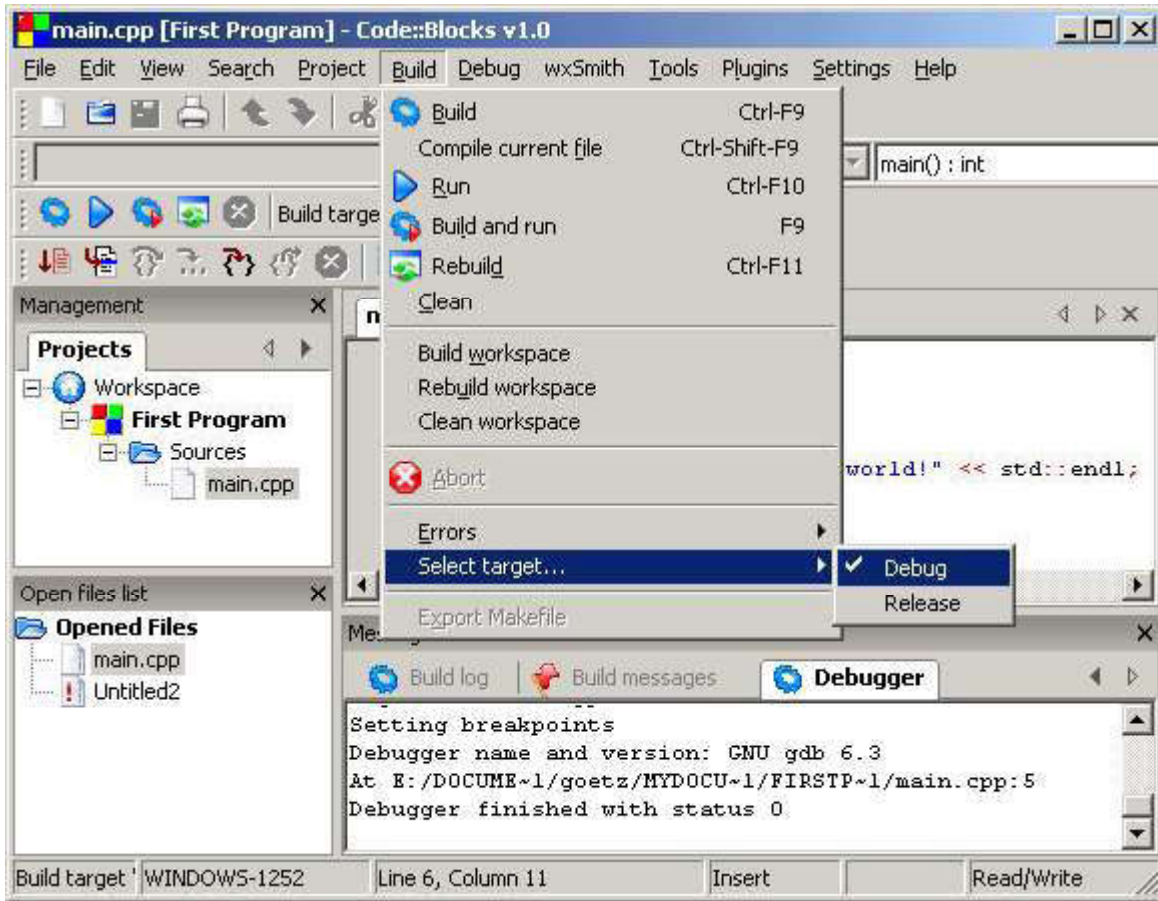 main.cpp [First Program] - Code::Blocks v1.0
File Edit View Search Project Build Debug wxSmith Tools Plugins Settings Help
Build Ctrl-F9
Compile current file Ctrl-Shift-F9
Run Ctrl-F10
Build and run F9
Rebuild Ctrl-F11
Clean
Build workspace
Rebuild workspace
Clean workspace
Abort
Errors
Select target...
Export Makefile
Debug
Release
main() : int
Build targe
Management
Projects
Workspace
First Program
Sources
main.cpp
world!" << std::endl;
Open files list
Opened Files
main.cpp
Untitled2
Build log Build messages Debugger
Setting breakpoints
Debugger name and version: GNU gdb 6.3
At E:/DOCUME~1/goetz/MYDOCU~1/FIRSTP~1/main.cpp:5
Debugger finished with status 0
Build target ' WINDOWS-1252 Line 6, Column 11 Insert Read/Write